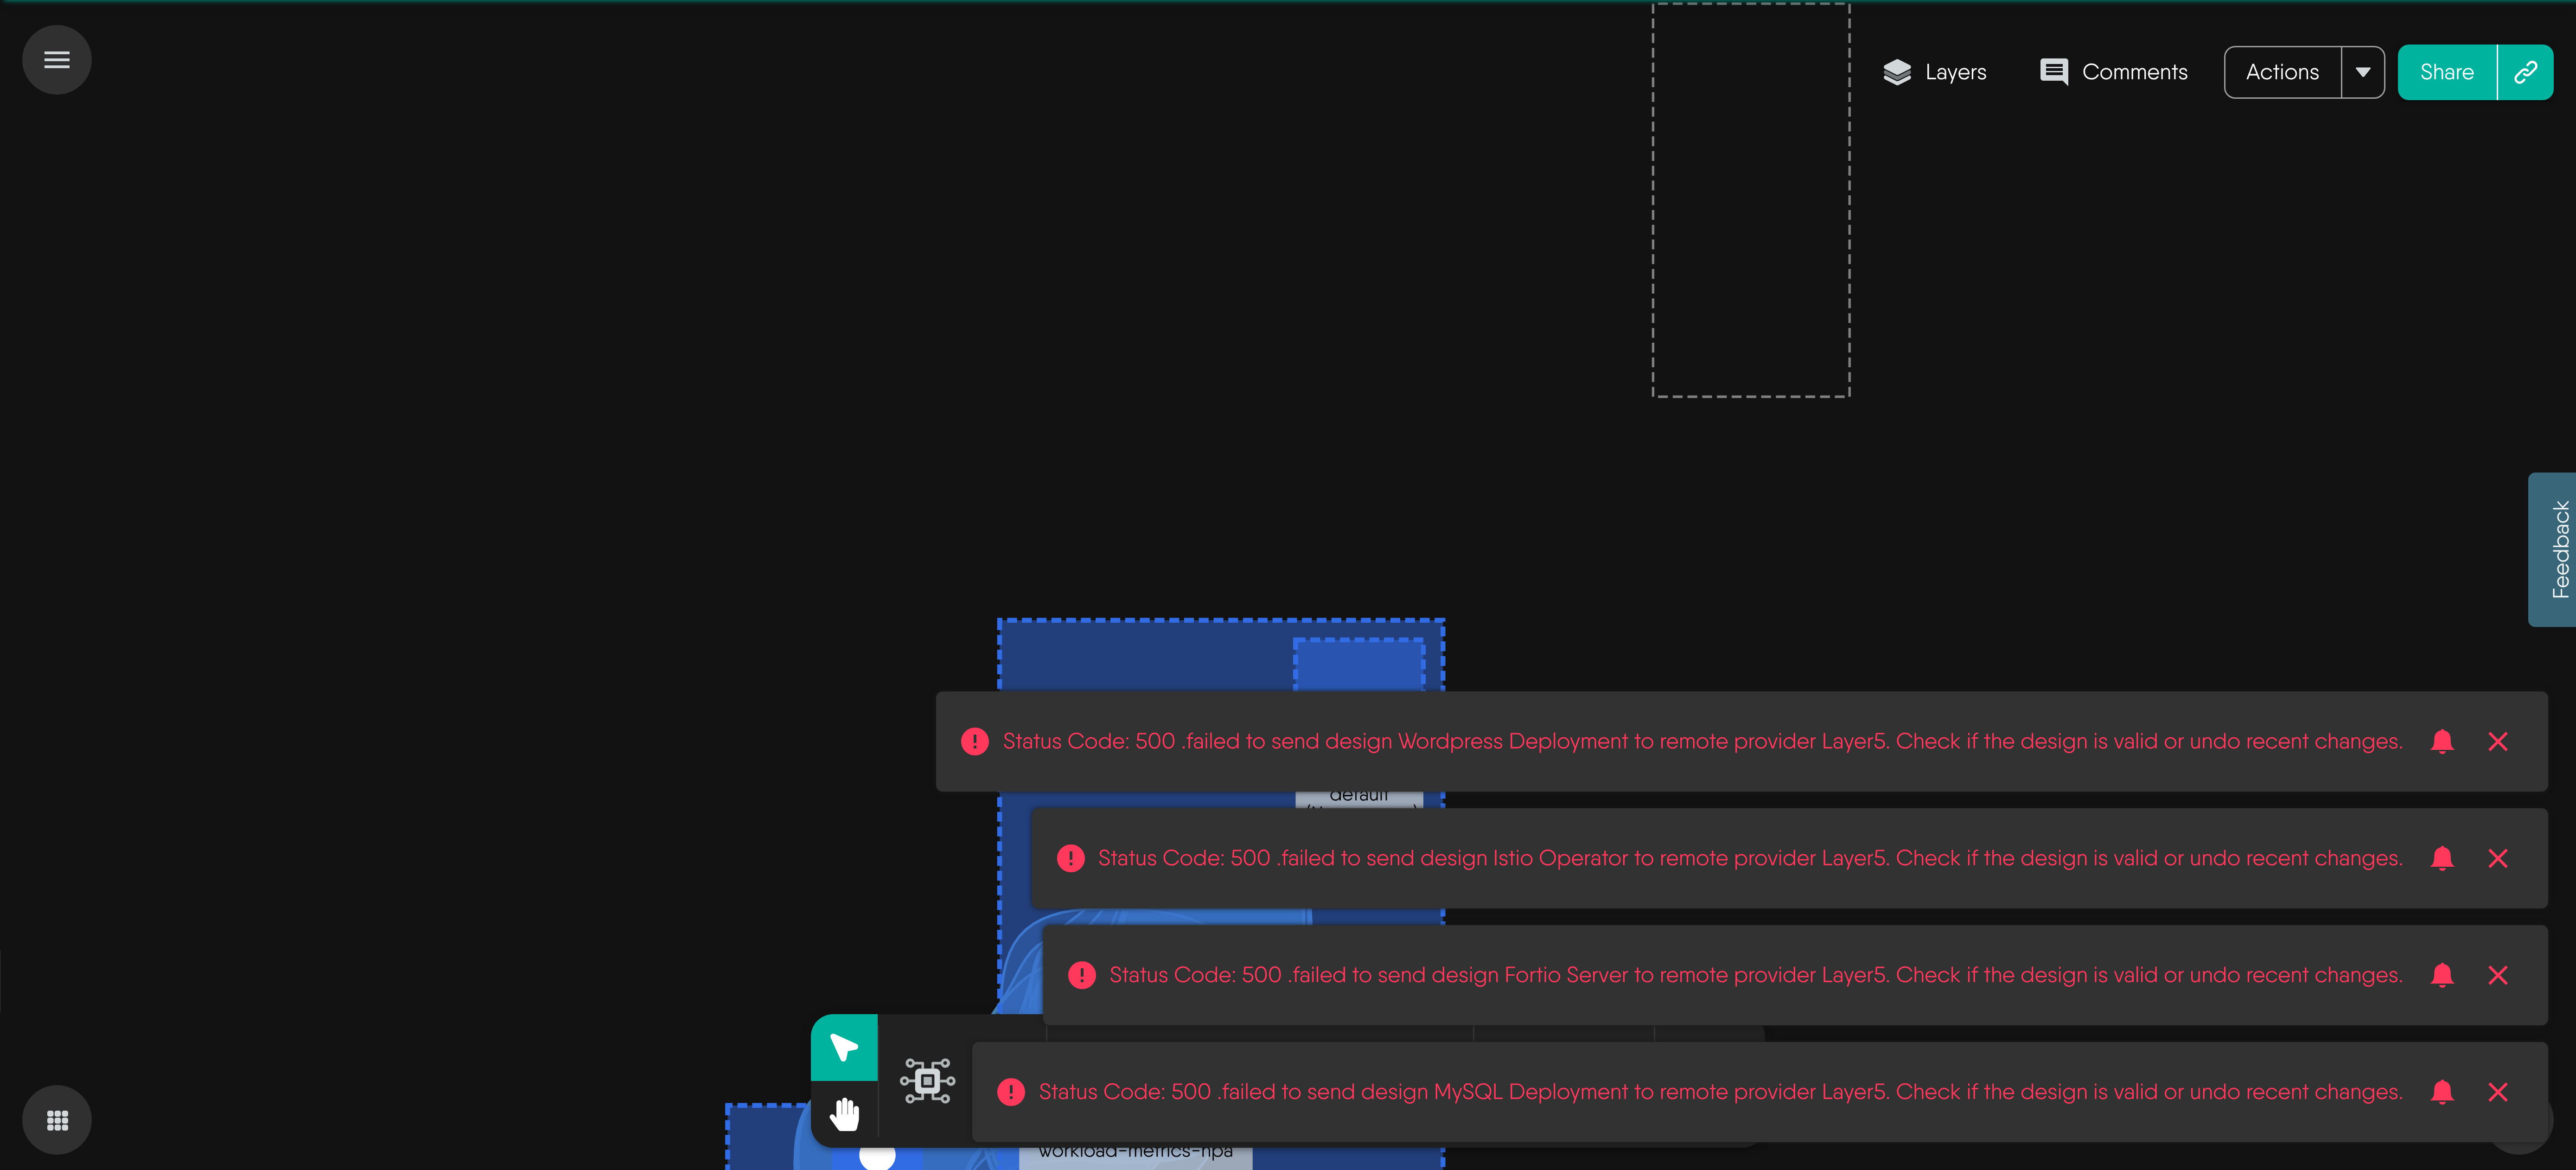 Layers
Comments
Actions
Share
Feedback
Status Code: 500 .failed to send design Wordpress Deployment to remote provider Layer5. Check if the design is valid or undo recent changes.
default
Status Code: 500 .failed to send design Istio Operator to remote provider Layer5. Check if the design is valid or undo recent changes.
Status Code: 500 .failed to send design Fortio Server to remote provider Layer5. Check if the design is valid or undo recent changes.
Status Code: 500 .failed to send design MySQL Deployment to remote provider Layer5. Check if the design is valid or undo recent changes.
workload-metrics-hpa